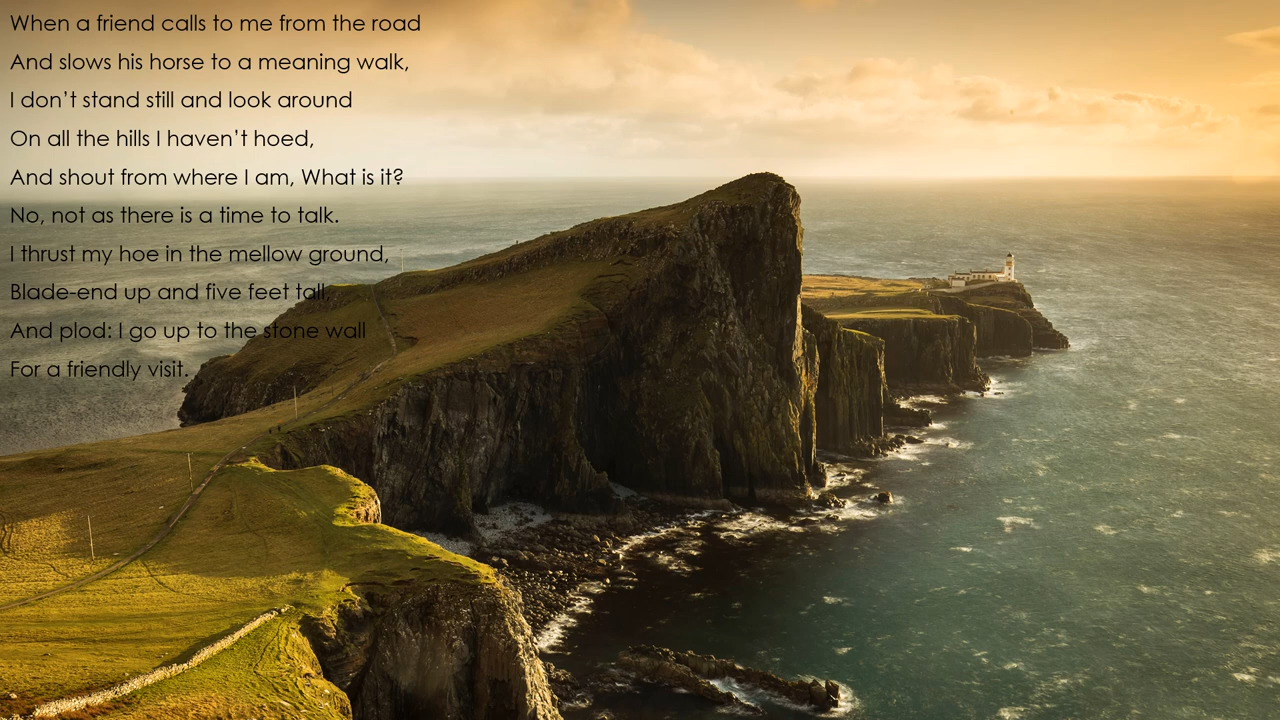 When a friend calls to me from the road
And slows his horse to a meaning walk,
I don’t stand still and look around
On all the hills I haven’t hoed,
And shout from where I am, What is it?
No, not as there is a time to talk.
I thrust my hoe in the mellow ground,
Blade-end up and five feet tall,
And plod: I go up to the stone wall
For a friendly visit.